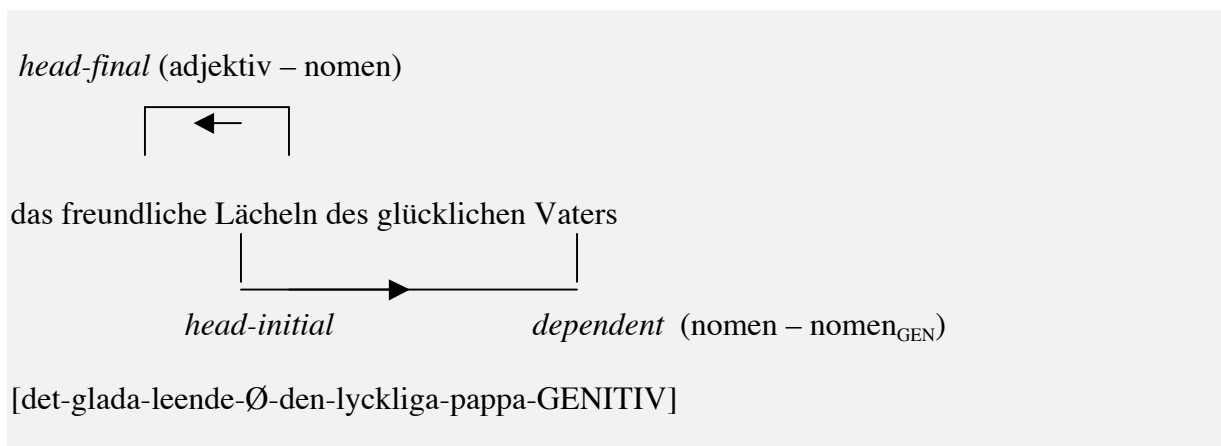 head-final (adjektiv – nomen)
das freundliche Lächeln des glücklichen Vaters
head-initial dependent (nomen – nomenGEN)
[det-glada-leende-Ø-den-lyckliga-pappa-GENITIV]